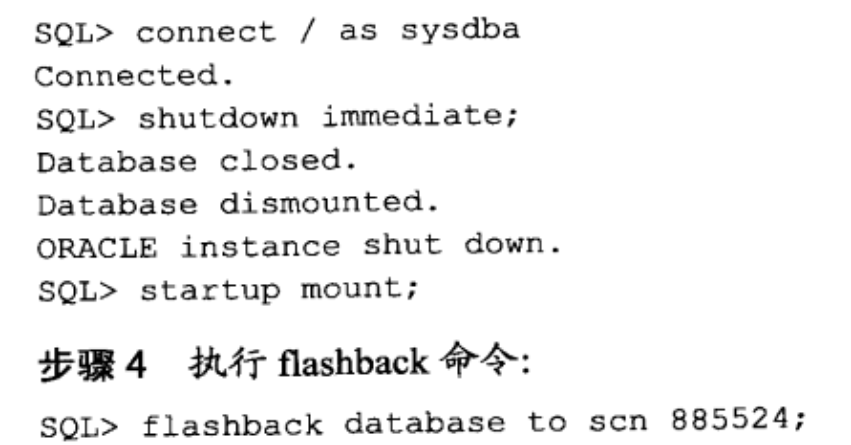 SQL> connect / as sysdba
Connected.
SQL> shutdown immediate;
Database closed.
Database dismounted.
ORACLE instance shut down.
SQL> startup mount;
步骤 4 执行 flashback 命令:
SQL> flashback database to scn 885524;